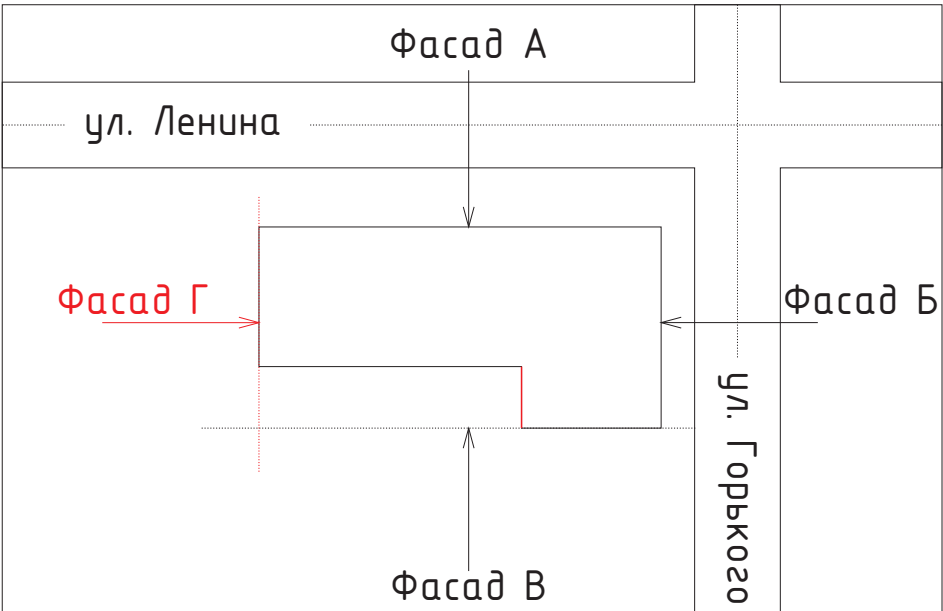 Фасад А
ул. Ленина
Фасад Г
Фасад Б
ул. Горького
Фасад В